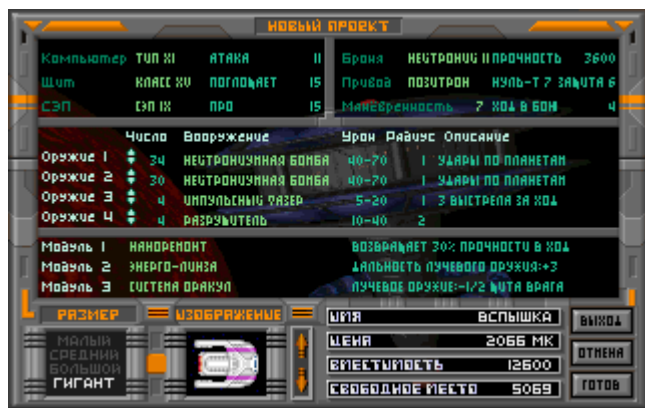 НОВЫЙ ПРОЕКТ
Компьютер ТИП XI АТАКА 11 Броня НЕЙТРОНИЙ II ПРОЧНОСТЬ 3600
Щит КЛАСС XV ПОГЛОЩАЕТ 15 Привод ПОЗИТРОН НУЛЬ-Т 7 ЗАЩИТА 6
СЭП СЭП IX ПРО 15 Маневренность 7 ХОД В БОЮ 4
Число Вооружение Урон Радиус Описание
Оружие 1 34 НЕЙТРОНИУМНАЯ БОМБА 40-70 1 УДАРЫ ПО ПЛАНЕТАМ
Оружие 2 30 НЕЙТРОНИУМНАЯ БОМБА 40-70 1 УДАРЫ ПО ПЛАНЕТАМ
Оружие 3 4 ИМПУЛЬСНЫЙ ФАЗЕР 5-20 1 3 ВЫСТРЕЛА ЗА ХОД
Оружие 4 4 РАЗРУШИТЕЛЬ 10-40 2
Модуль 1 НАНОРЕМОНТ ВОЗВРАЩАЕТ 30% ПРОЧНОСТИ В ХОД
Модуль 2 ЭНЕРГО-ЛИНЗА ДАЛЬНОСТЬ ЛУЧЕВОГО ОРУЖИЯ:+3
Модуль 3 СИСТЕМА ОРАКУЛ ЛУЧЕВОЕ ОРУЖИЕ:-1/2 ЩИТА ВРАГА
РАЗМЕР ИЗОБРАЖЕНИЕ
МАЛЫЙ
СРЕДНИЙ
БОЛЬШОЙ
ГИГАНТ
ИМЯ ВСПЫШКА
ЦЕНА 2066 МК
ВМЕСТИМОСТЬ 12600
СВОБОДНОЕ МЕСТО 5069
ВЫХОД
ОТМЕНА
ГОТОВ